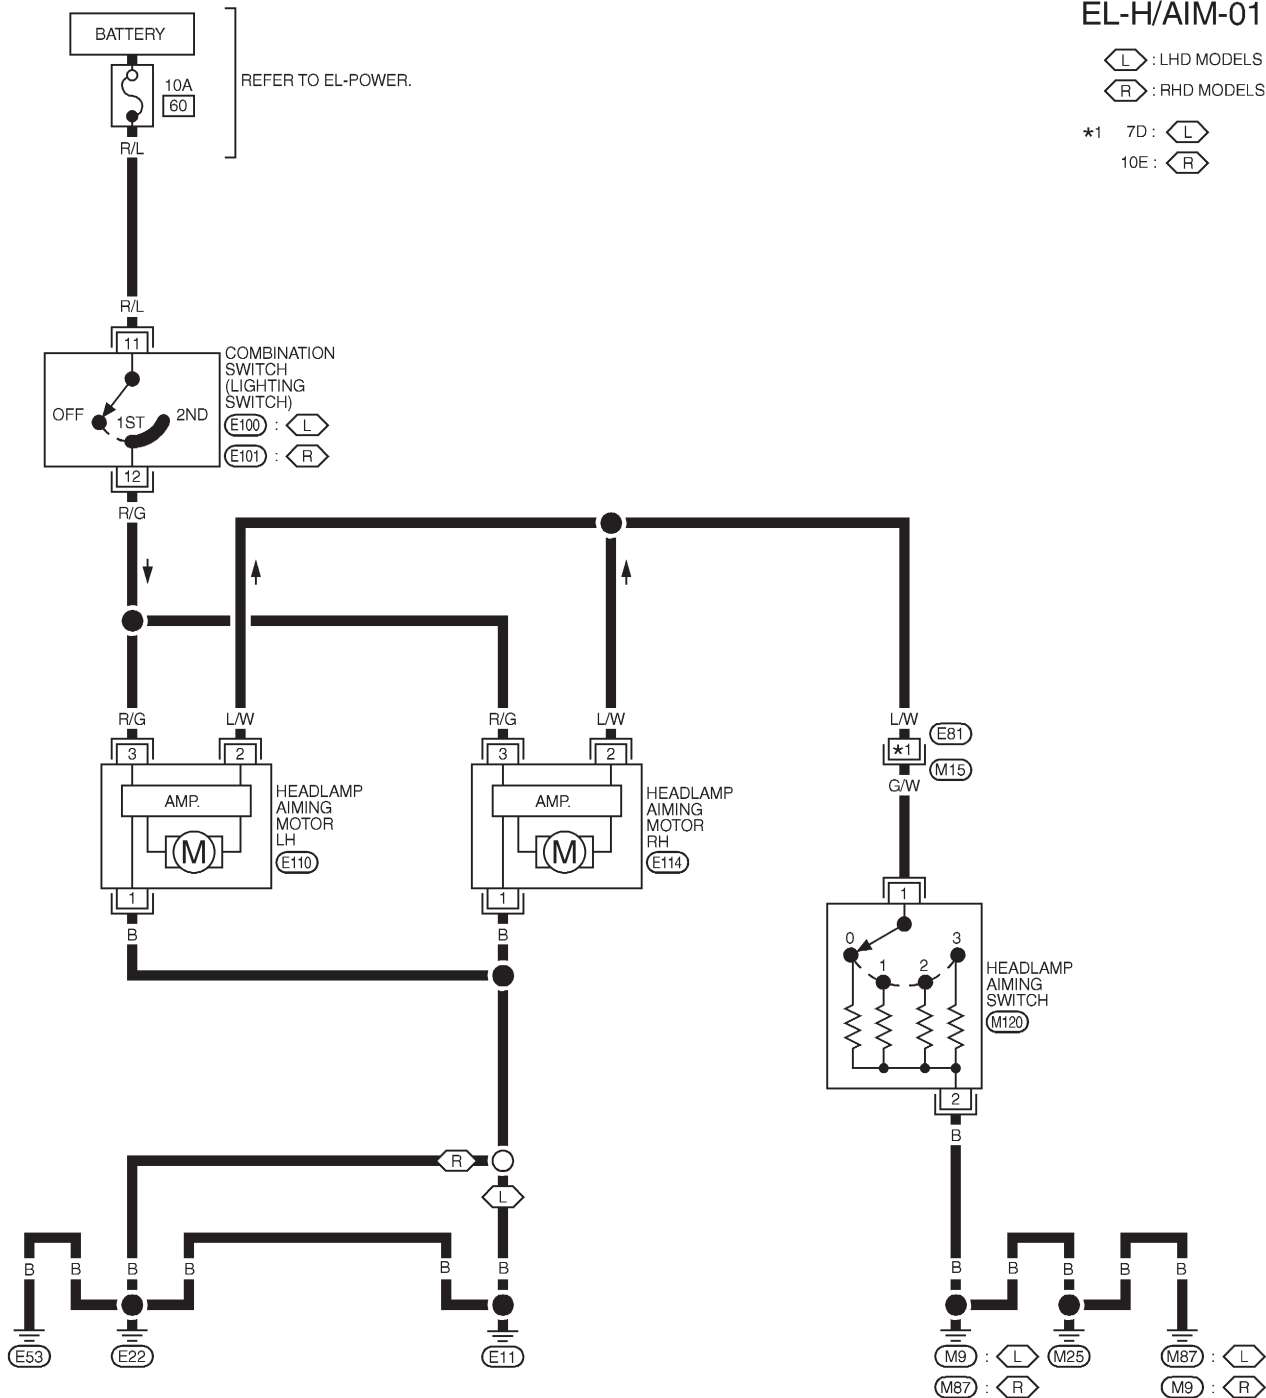 EL-H/AIM-01
L : LHD MODELS
R : RHD MODELS
*1 7D : L
10E : R
BATTERY
10A
60
REFER TO EL-POWER.
R/L
R/L
11
COMBINATION
SWITCH
(LIGHTING
SWITCH)
E100 : L
E101 : R
OFF 1ST 2ND
12
R/G
R/G L/W R/G L/W L/W
3 2 3 2 *1
E81
M15
G/W
AMP.
M
HEADLAMP
AIMING
MOTOR
LH
E110
AMP.
M
HEADLAMP
AIMING
MOTOR
RH
E114
1 1 1
B B
0 1 2 3
HEADLAMP
AIMING
SWITCH
M120
2
B
R
L
B B B B B B B B B B B
E53 E22 E11
M9 : L
M87 : R
M25
M87 : L
M9 : R